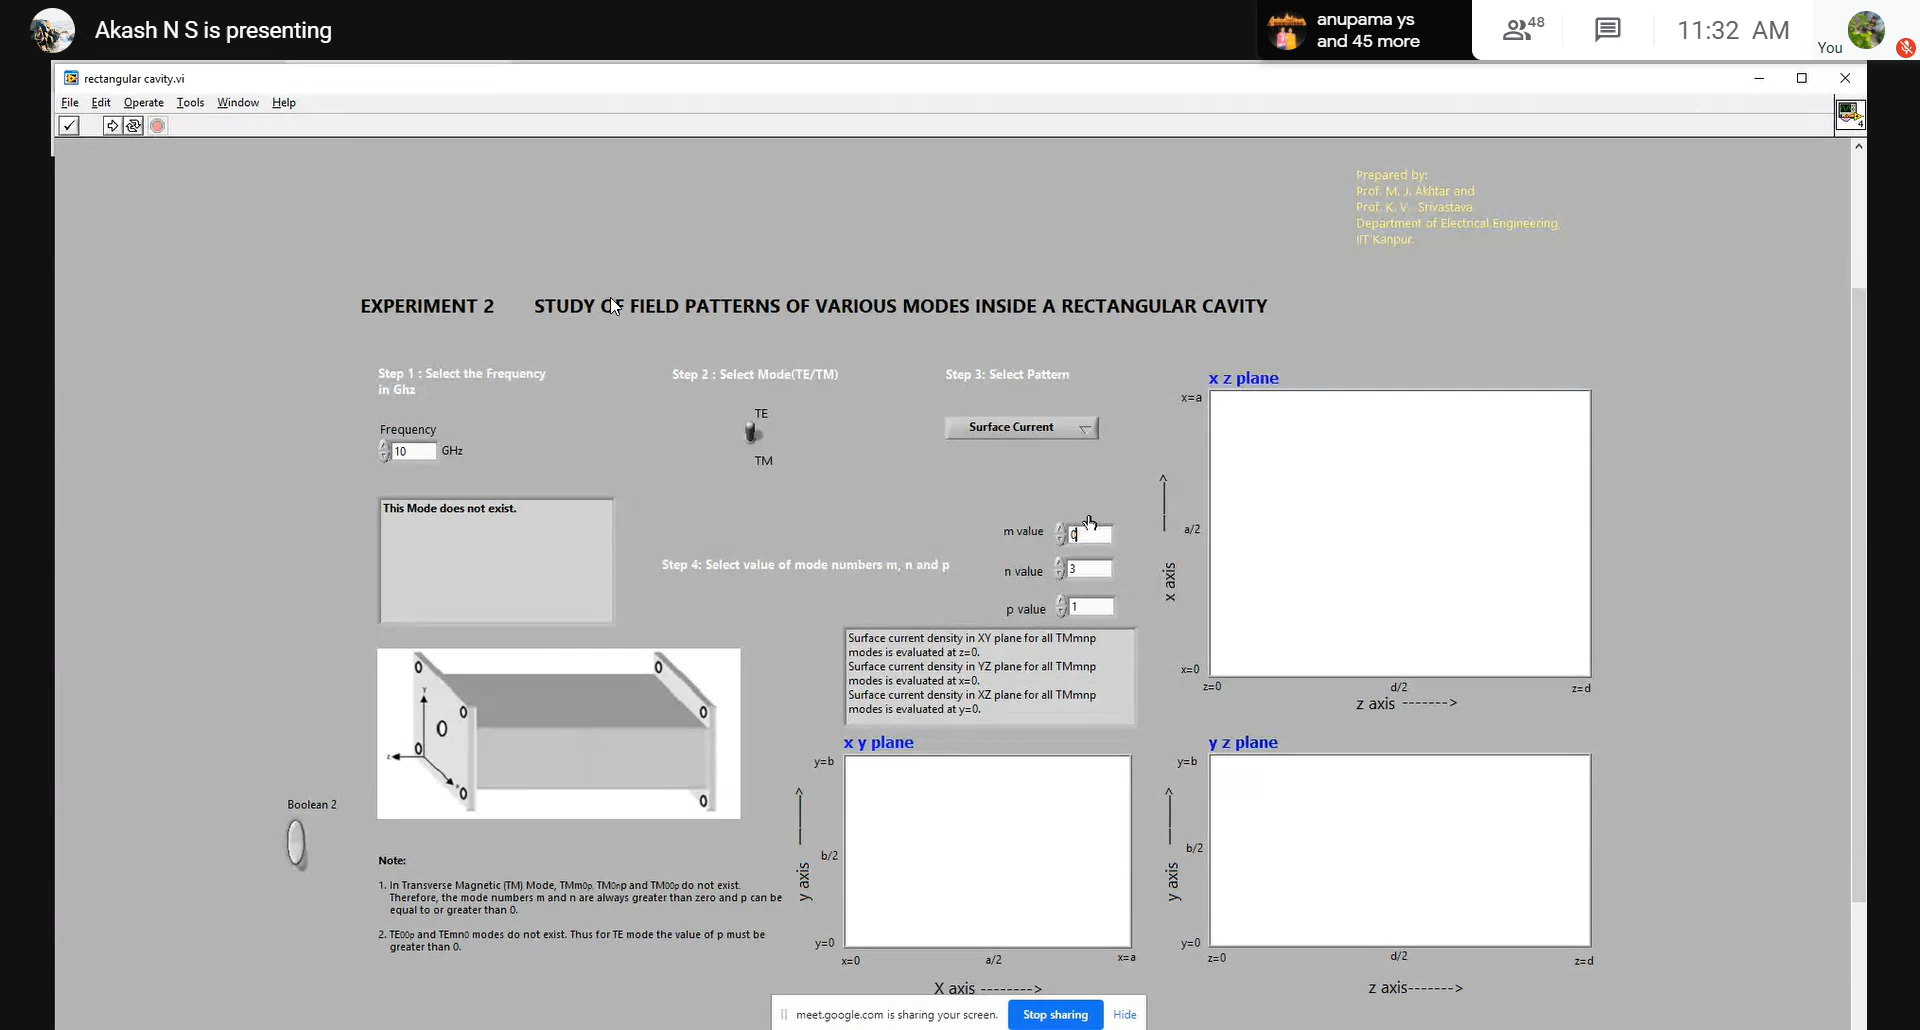 Akash N S is presenting
anupama ys
and 45 more
48
11:32 AM
You
rectangular cavity.vi
File Edit Operate Tools Window Help
4
Prepared by:
Prof. M. J. Akhtar and
Prof. K. V. Srivastava
Department of Electrical Engineering,
IIT Kanpur.
EXPERIMENT 2 STUDY OF FIELD PATTERNS OF VARIOUS MODES INSIDE A RECTANGULAR CAVITY
Step 1 : Select the Frequency
in Ghz
Step 2 : Select Mode(TE/TM)
Step 3: Select Pattern
Frequency
10 GHz
TE
TM
Surface Current
This Mode does not exist.
Step 4: Select value of mode numbers m, n and p
m value 0
n value 3
p value 1
Surface current density in XY plane for all TMmnp
modes is evaluated at z=0.
Surface current density in YZ plane for all TMmnp
modes is evaluated at x=0.
Surface current density in XZ plane for all TMmnp
modes is evaluated at y=0.
x z plane
x=a
a/2
x axis ---->
x=0
z=0 d/2 z=d
z axis ------->
y
z
x
Boolean 2
x y plane
y=b
b/2
y axis ---->
y=0
x=0 a/2 x=a
X axis -------->
y z plane
y=b
b/2
y axis ---->
y=0
z=0 d/2 z=d
z axis------->
Note:
1. In Transverse Magnetic (TM) Mode, TMm0p, TM0np and TM00p do not exist.
Therefore, the mode numbers m and n are always greater than zero and p can be
equal to or greater than 0.
2. TE00p and TEmn0 modes do not exist. Thus for TE mode the value of p must be
greater than 0.
meet.google.com is sharing your screen. Stop sharing Hide